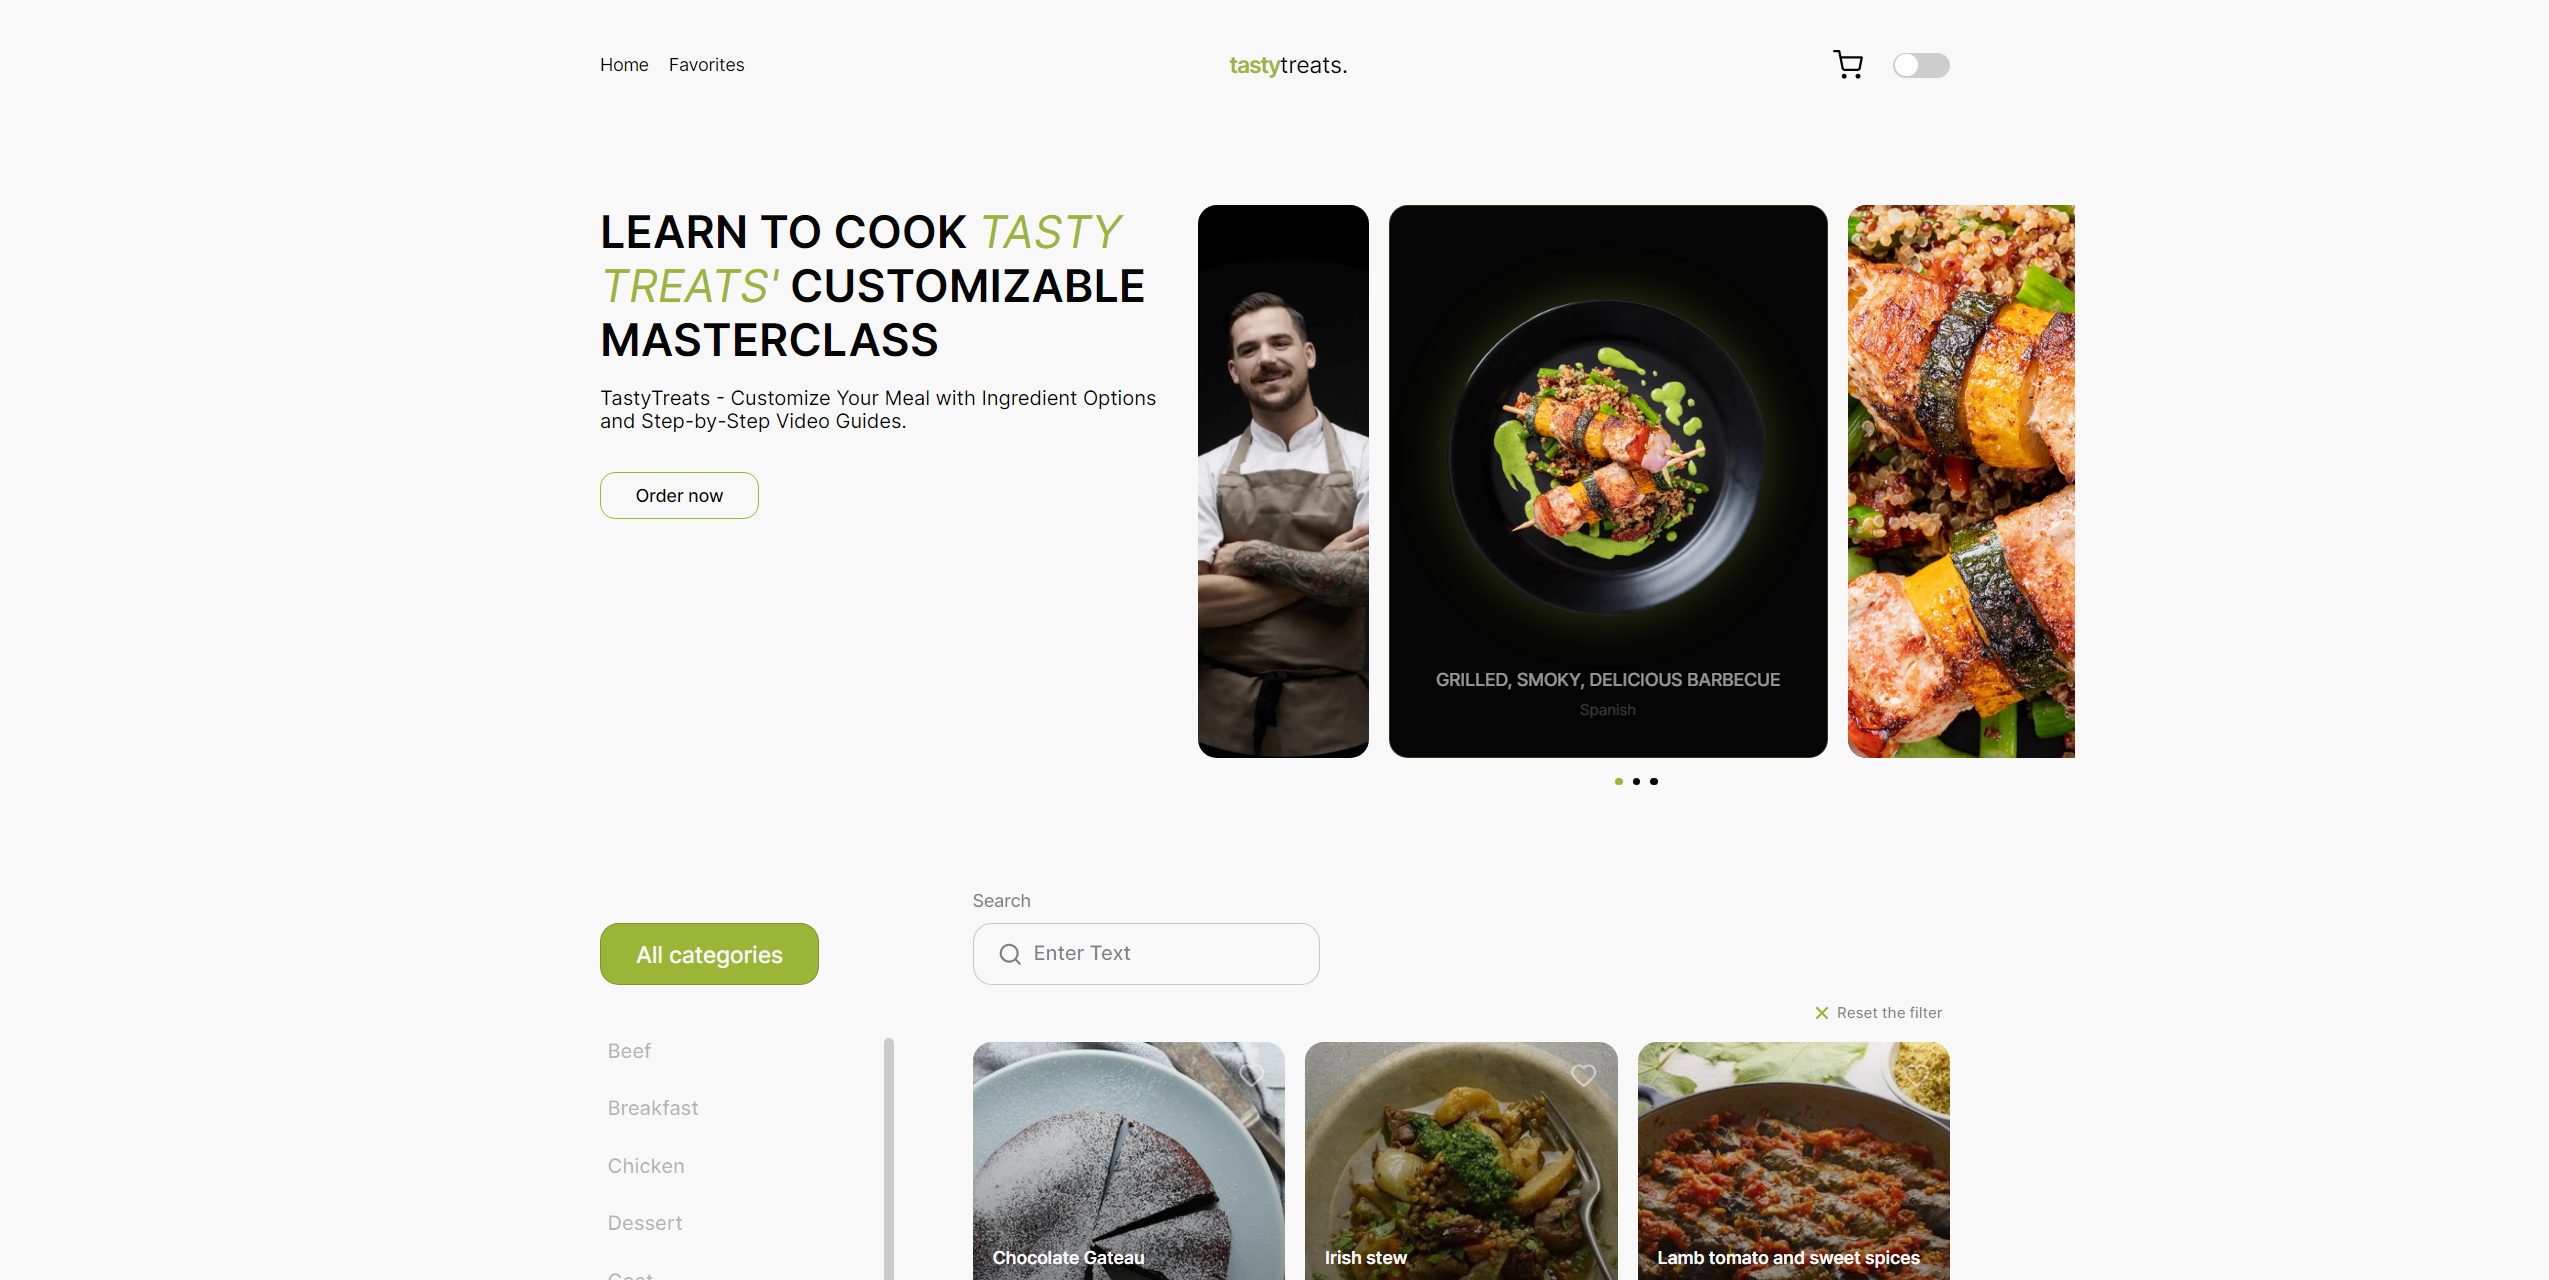 Home Favorites
tastytreats.
LEARN TO COOK TASTY
TREATS' CUSTOMIZABLE
MASTERCLASS
TastyTreats - Customize Your Meal with Ingredient Options
and Step-by-Step Video Guides.
Order now
GRILLED, SMOKY, DELICIOUS BARBECUE
Spanish
All categories
Beef
Breakfast
Chicken
Dessert
Search
Enter Text
Reset the filter
Chocolate Gateau
Irish stew
Lamb tomato and sweet spices